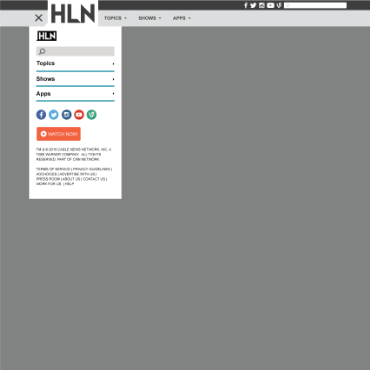 HLN
TOPICS SHOWS APPS
HLN
Topics
Shows
Apps
WATCH NOW
TM & © 2015 CABLE NEWS NETWORK, INC. A
TIME WARNER COMPANY. ALL RIGHTS
RESERVED. PART OF CNN NETWORK
TERMS OF SERVICE | PRIVACY GUIDELINES |
ADCHOICES | ADVERTISE WITH US |
PRESS ROOM | ABOUT US | CONTACT US |
WORK FOR US | HELP